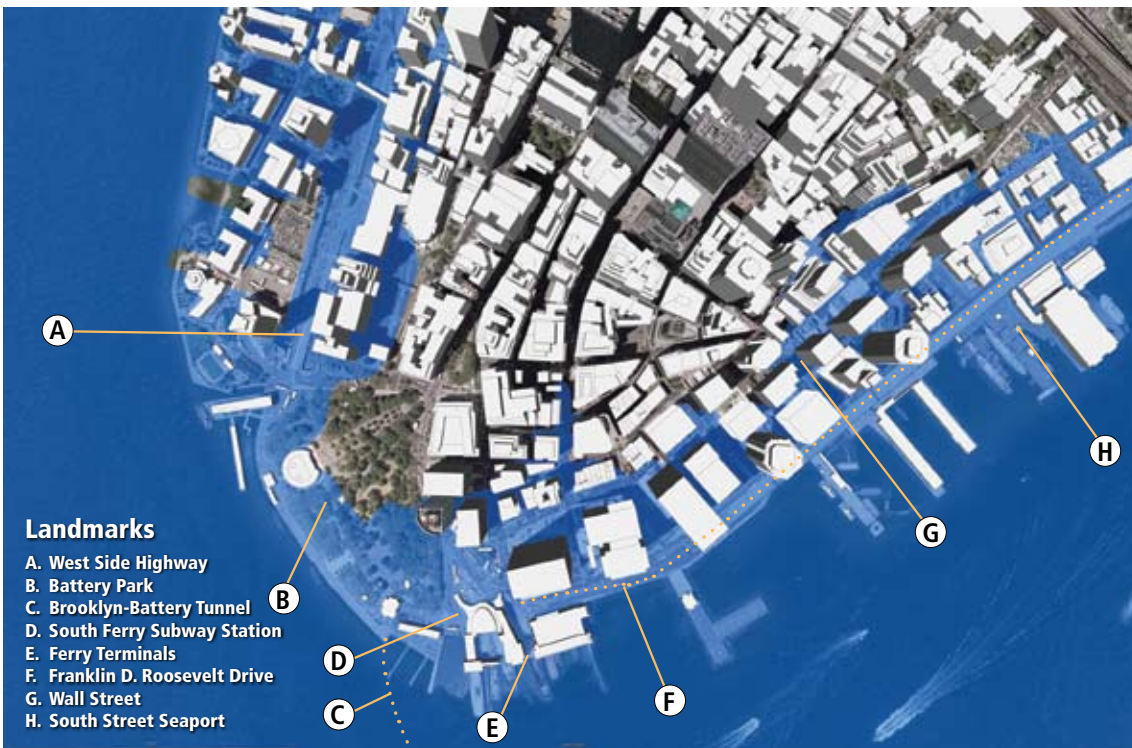 A
H
G
Landmarks
A. West Side Highway
B. Battery Park
C. Brooklyn-Battery Tunnel
D. South Ferry Subway Station
E. Ferry Terminals
F. Franklin D. Roosevelt Drive
G. Wall Street
H. South Street Seaport
B
D
F
C
E